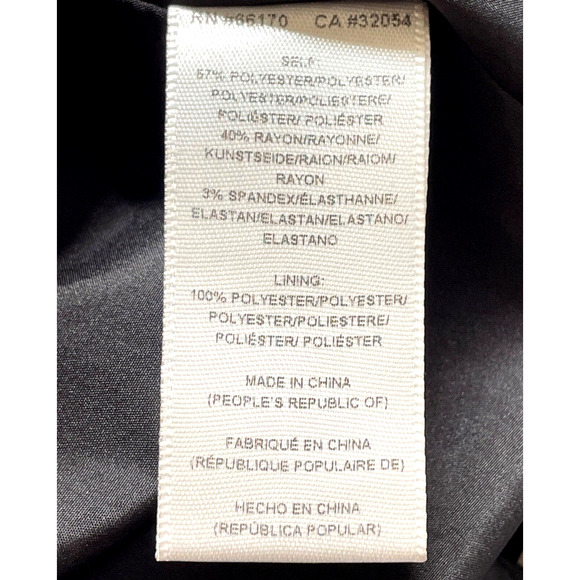 RN #66170 CA #32054
SELF:
57% POLYESTER/POLYESTER/
POLYESTER/POLIESTERE/
POLIÉSTER/ POLIÉSTER
40% RAYON/RAYONNE/
KUNSTSEIDE/RAION/RAIOM/
RAYON
3% SPANDEX/ÉLASTHANNE/
ELASTAN/ELASTAN/ELASTANO/
ELASTANO
LINING:
100% POLYESTER/POLYESTER/
POLYESTER/POLIESTERE/
POLIÉSTER/ POLIÉSTER
MADE IN CHINA
(PEOPLE'S REPUBLIC OF)
FABRIQUÉ EN CHINA
(RÉPUBLIQUE POPULAIRE DE)
HECHO EN CHINA
(REPÚBLICA POPULAR)